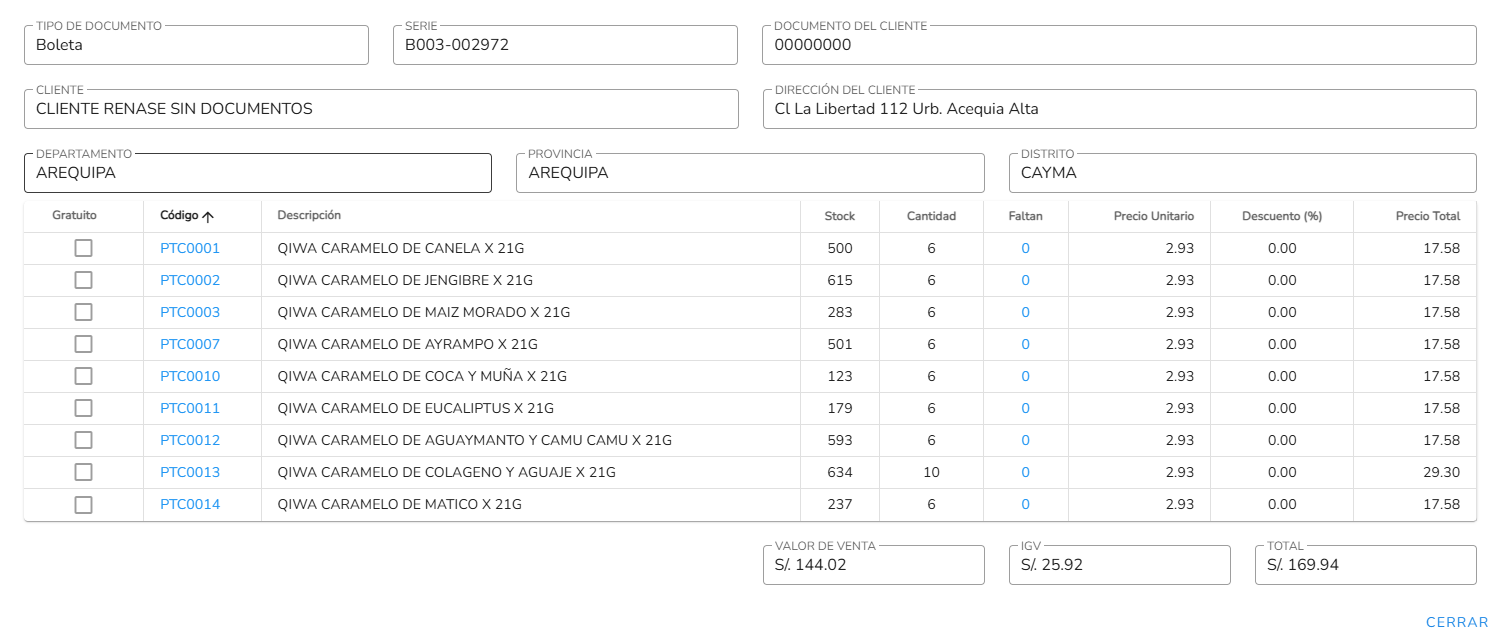 TIPO DE DOCUMENTO SERIE DOCUMENTO DEL CLIENTE
Boleta B003-002972 00000000
CLIENTE DIRECCIÓN DEL CLIENTE
CLIENTE RENASE SIN DOCUMENTOS Cl La Libertad 112 Urb. Acequia Alta
DEPARTAMENTO PROVINCIA DISTRITO
AREQUIPA AREQUIPA CAYMA
Gratuito Código Descripción Stock Cantidad Faltan Precio Unitario Descuento (%) Precio Total
PTC0001 QIWA CARAMELO DE CANELA X 21G 500 6 0 2.93 0.00 17.58
PTC0002 QIWA CARAMELO DE JENGIBRE X 21G 615 6 0 2.93 0.00 17.58
PTC0003 QIWA CARAMELO DE MAIZ MORADO X 21G 283 6 0 2.93 0.00 17.58
PTC0007 QIWA CARAMELO DE AYRAMPO X 21G 501 6 0 2.93 0.00 17.58
PTC0010 QIWA CARAMELO DE COCA Y MUÑA X 21G 123 6 0 2.93 0.00 17.58
PTC0011 QIWA CARAMELO DE EUCALIPTUS X 21G 179 6 0 2.93 0.00 17.58
PTC0012 QIWA CARAMELO DE AGUAYMANTO Y CAMU CAMU X 21G 593 6 0 2.93 0.00 17.58
PTC0013 QIWA CARAMELO DE COLAGENO Y AGUAJE X 21G 634 10 0 2.93 0.00 29.30
PTC0014 QIWA CARAMELO DE MATICO X 21G 237 6 0 2.93 0.00 17.58
VALOR DE VENTA IGV TOTAL
S/. 144.02 S/. 25.92 S/. 169.94
CERRAR